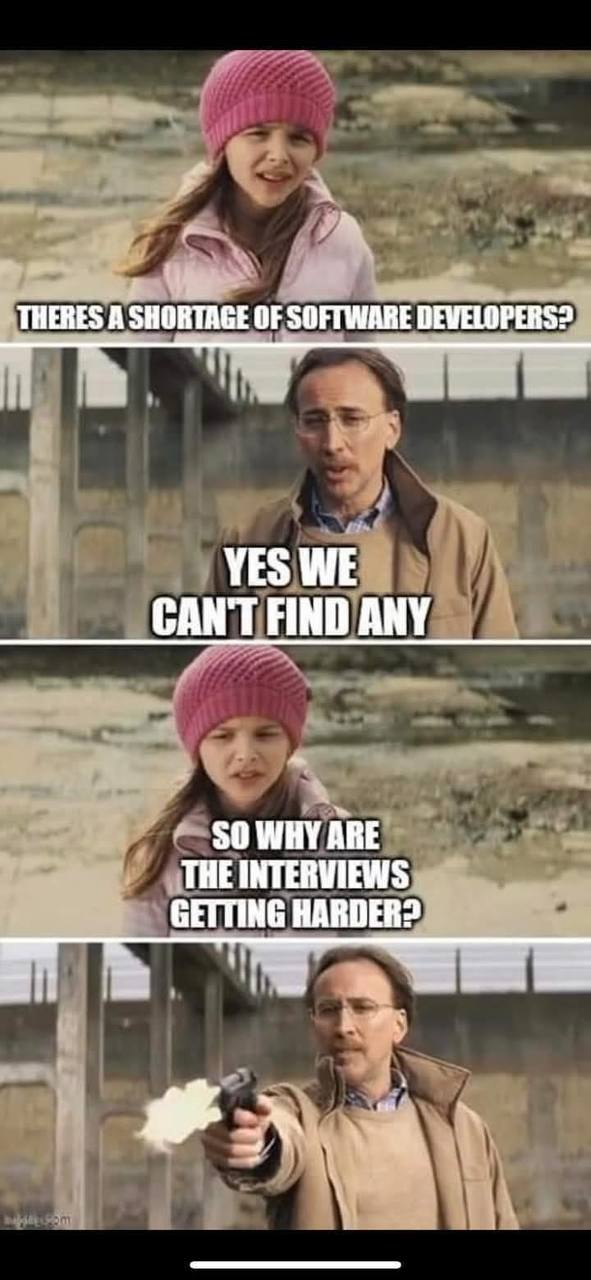 THERES A SHORTAGE OF SOFTWARE DEVELOPERS?
YES WE
CAN'T FIND ANY
SO WHY ARE
THE INTERVIEWS
GETTING HARDER?